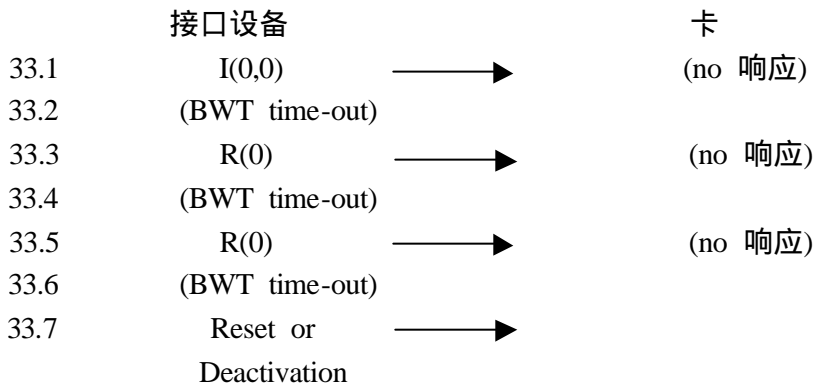 接口设备 卡
33.1 I(0,0) (no 响应)
33.2 (BWT time-out)
33.3 R(0) (no 响应)
33.4 (BWT time-out)
33.5 R(0) (no 响应)
33.6 (BWT time-out)
33.7 Reset or
Deactivation